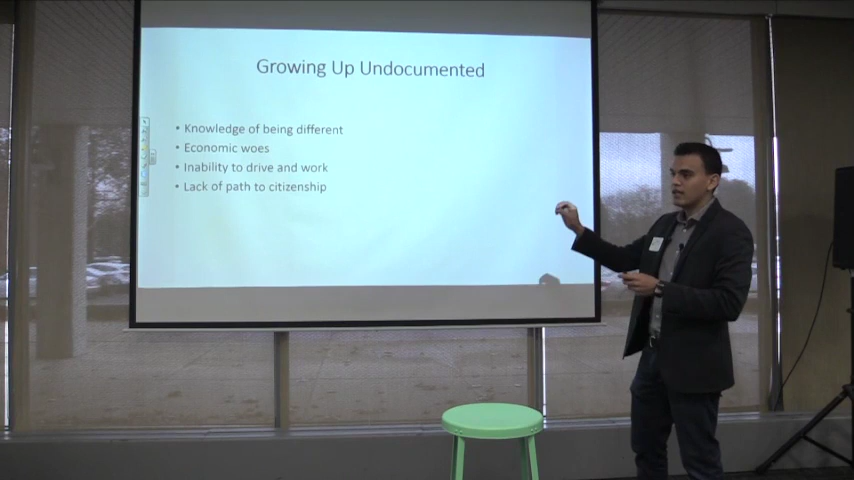 Growing Up Undocumented
• Knowledge of being different
• Economic woes
• Inability to drive and work
• Lack of path to citizenship